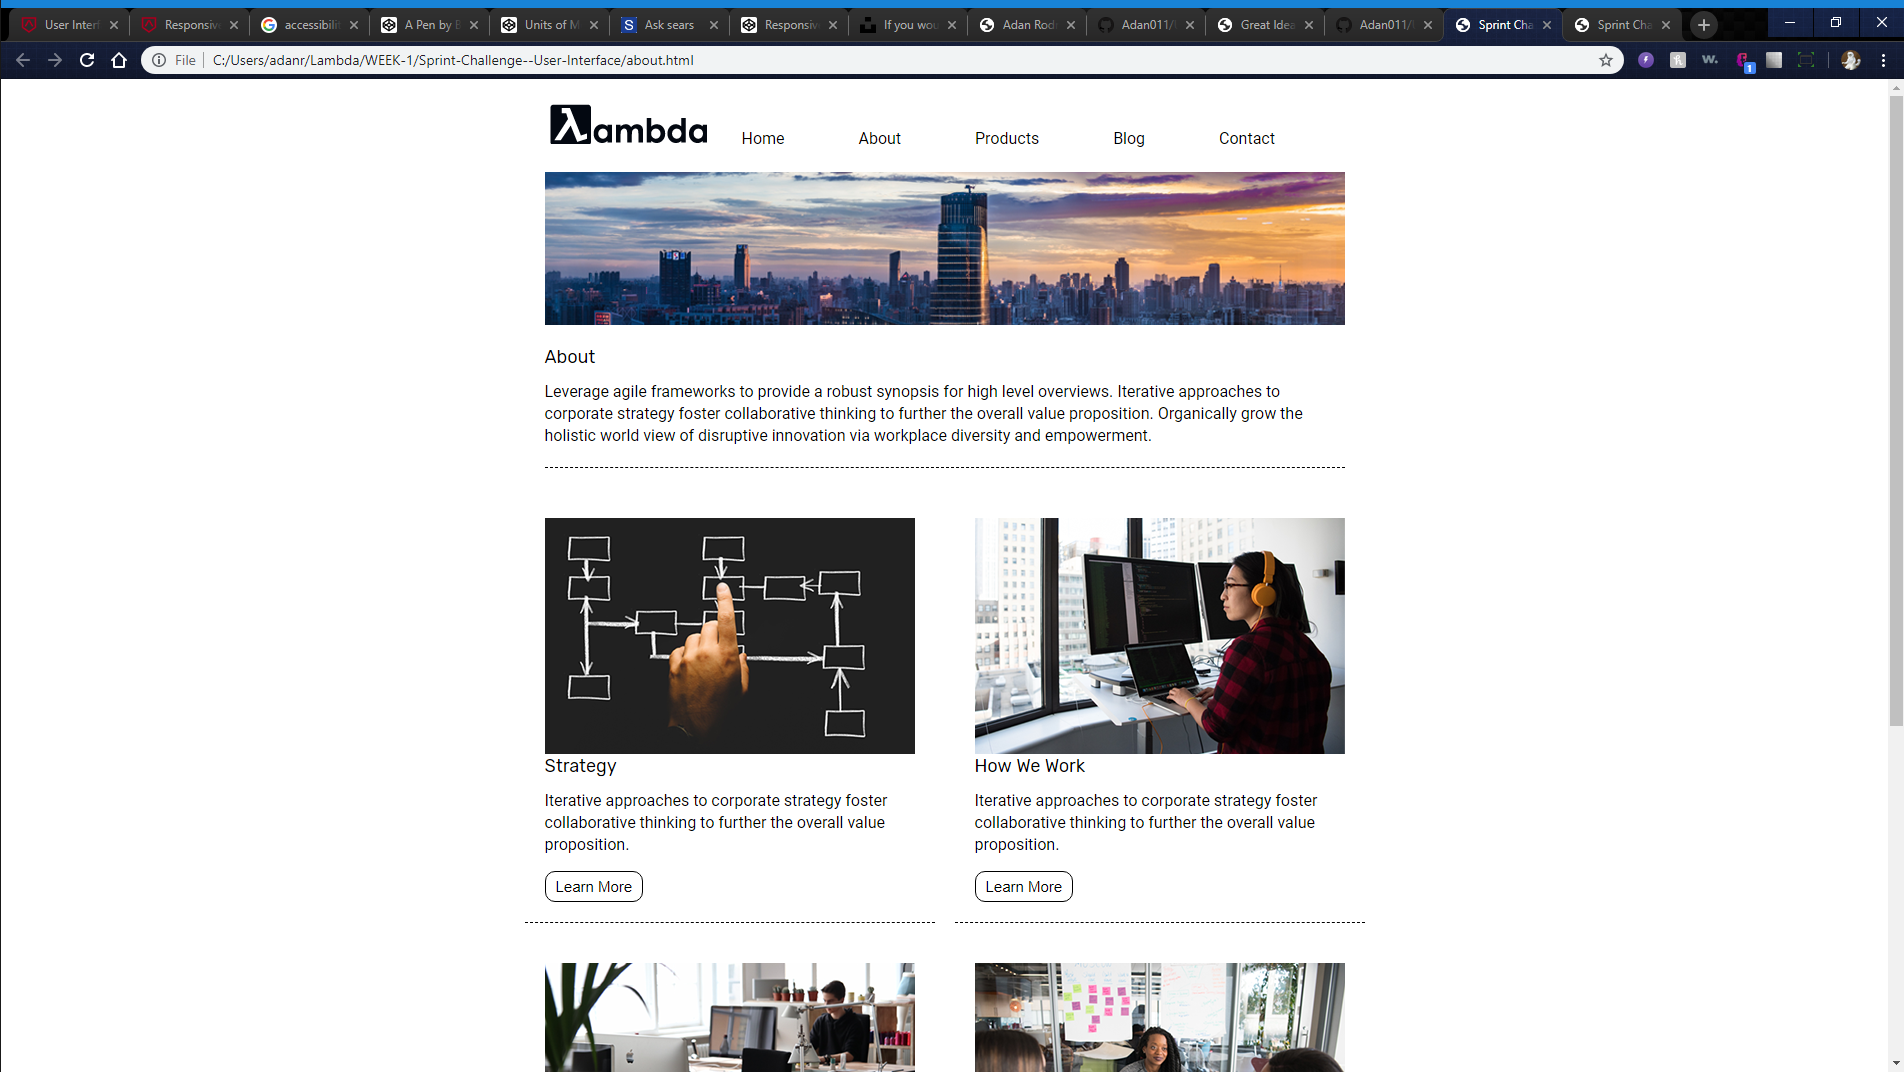 User Interf
Responsive
accessibilit
A Pen by B
Units of M
Ask sears
Responsive
If you wou
Adan Rodr
Adan011/
Great Idea
Adan011/
Sprint Cha
Sprint Cha
File
C:/Users/adanr/Lambda/WEEK-1/Sprint-Challenge--User-Interface/about.html
w.
1
λambda
Home
About
Products
Blog
Contact
About
Leverage agile frameworks to provide a robust synopsis for high level overviews. Iterative approaches to
corporate strategy foster collaborative thinking to further the overall value proposition. Organically grow the
holistic world view of disruptive innovation via workplace diversity and empowerment.
Strategy
Iterative approaches to corporate strategy foster
collaborative thinking to further the overall value
proposition.
Learn More
How We Work
Iterative approaches to corporate strategy foster
collaborative thinking to further the overall value
proposition.
Learn More